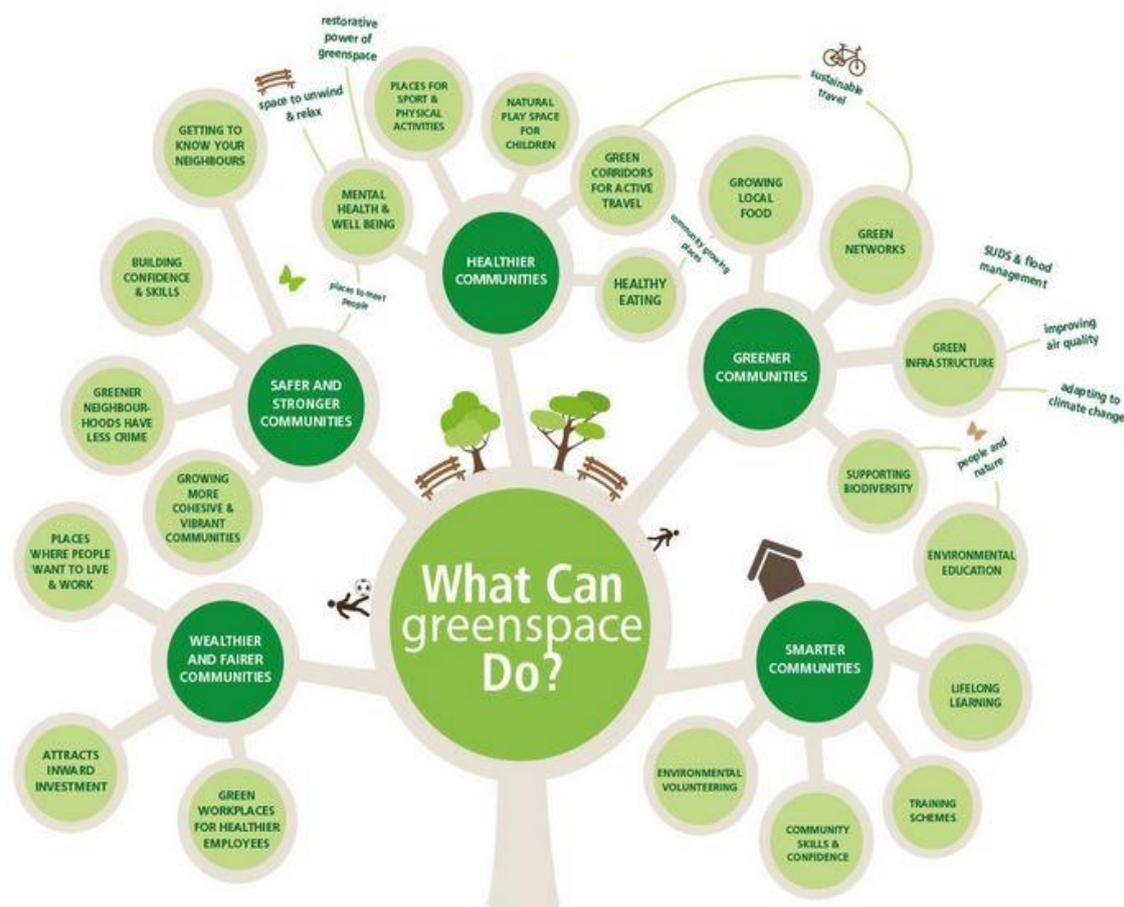 What Can
greenspace
Do?
WEALTHIER
AND FAIRER
COMMUNITIES
PLACES
WHERE PEOPLE
WANT TO LIVE
& WORK
ATTRACTS
INWARD
INVESTMENT
GREEN
WORKPLACES
FOR HEALTHIER
EMPLOYEES
SAFER AND
STRONGER
COMMUNITIES
GROWING
MORE
COHESIVE &
VIBRANT
COMMUNITIES
GREENER
NEIGHBOUR-
HOODS HAVE
LESS CRIME
BUILDING
CONFIDENCE
& SKILLS
GETTING TO
KNOW YOUR
NEIGHBOURS
places to meet
people
HEALTHIER
COMMUNITIES
MENTAL
HEALTH &
WELL BEING
space to unwind
& relax
restorative
power of
greenspace
PLACES FOR
SPORT &
PHYSICAL
ACTIVITIES
NATURAL
PLAY SPACE
FOR
CHILDREN
GREEN
CORRIDORS
FOR ACTIVE
TRAVEL
sustainable
travel
HEALTHY
EATING
community growing
places
GREENER
COMMUNITIES
GROWING
LOCAL
FOOD
GREEN
NETWORKS
GREEN
INFRASTRUCTURE
SUDS & flood
management
improving
air quality
adapting to
climate change
SUPPORTING
BIODIVERSITY
people and
nature
SMARTER
COMMUNITIES
ENVIRONMENTAL
EDUCATION
LIFELONG
LEARNING
TRAINING
SCHEMES
COMMUNITY
SKILLS &
CONFIDENCE
ENVIRONMENTAL
VOLUNTEERING